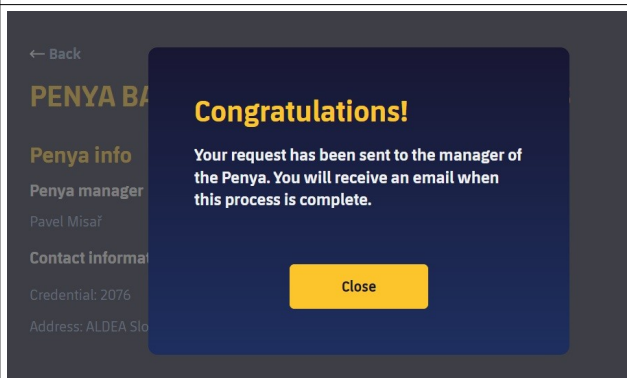 ← Back
PENYA BA
Congratulations!
Your request has been sent to the manager of
the Penya. You will receive an email when
this process is complete.
Close
Penya info
Penya manager
Pavel Misař
Contact informat
Credential: 2076
Address: ALDEA Slo